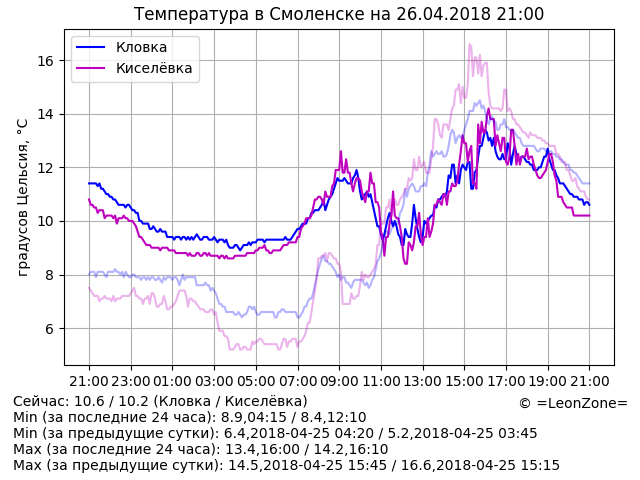 Температура в Смоленске на 26.04.2018 21:00
Кловка
Киселёвка
градусов Цельсия, °C
16
14
12
10
8
6
21:00 23:00 01:00 03:00 05:00 07:00 09:00 11:00 13:00 15:00 17:00 19:00 21:00
Сейчас: 10.6 / 10.2 (Кловка / Киселёвка)
© =LeonZone=
Min (за последние 24 часа): 8.9,04:15 / 8.4,12:10
Min (за предыдущие сутки): 6.4,2018-04-25 04:20 / 5.2,2018-04-25 03:45
Max (за последние 24 часа): 13.4,16:00 / 14.2,16:10
Max (за предыдущие сутки): 14.5,2018-04-25 15:45 / 16.6,2018-04-25 15:15